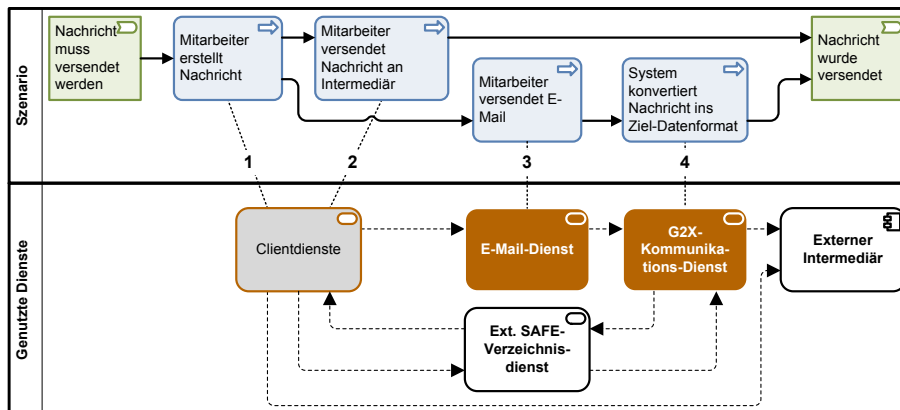 Szenario
Nachricht
muss
versendet
werden
Mitarbeiter
erstellt
Nachricht
Mitarbeiter
versendet
Nachricht an
Intermediär
Mitarbeiter
versendet E-
Mail
System
konvertiert
Nachricht ins
Ziel-Datenformat
Nachricht
wurde
versendet
1
2
3
4
Genutzte Dienste
Clientdienste
E-Mail-Dienst
G2X-
Kommunika-
tions-Dienst
Externer
Intermediär
Ext. SAFE-
Verzeichnis-
dienst